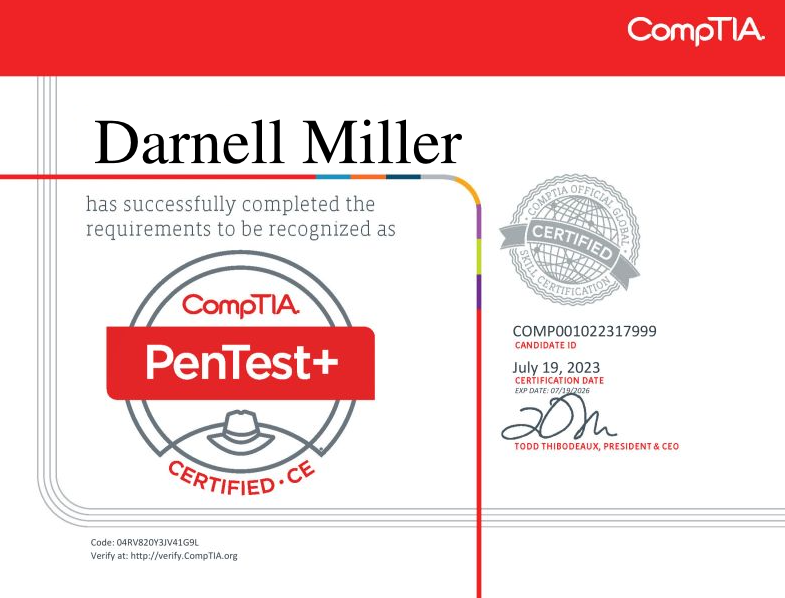 CompTIA.
Darnell Miller
has successfully completed the
requirements to be recognized as
CompTIA.
PenTest+
CERTIFIED • CE
COMPTIA OFFICIAL GLOBAL
CERTIFIED
SKILL CERTIFICATION
COMP001022317999
CANDIDATE ID
July 19, 2023
CERTIFICATION DATE
EXP DATE: 07/19/2026
TODD THIBODEAUX, PRESIDENT & CEO
Code: 04RV820Y3JV41G9L
Verify at: http://verify.CompTIA.org